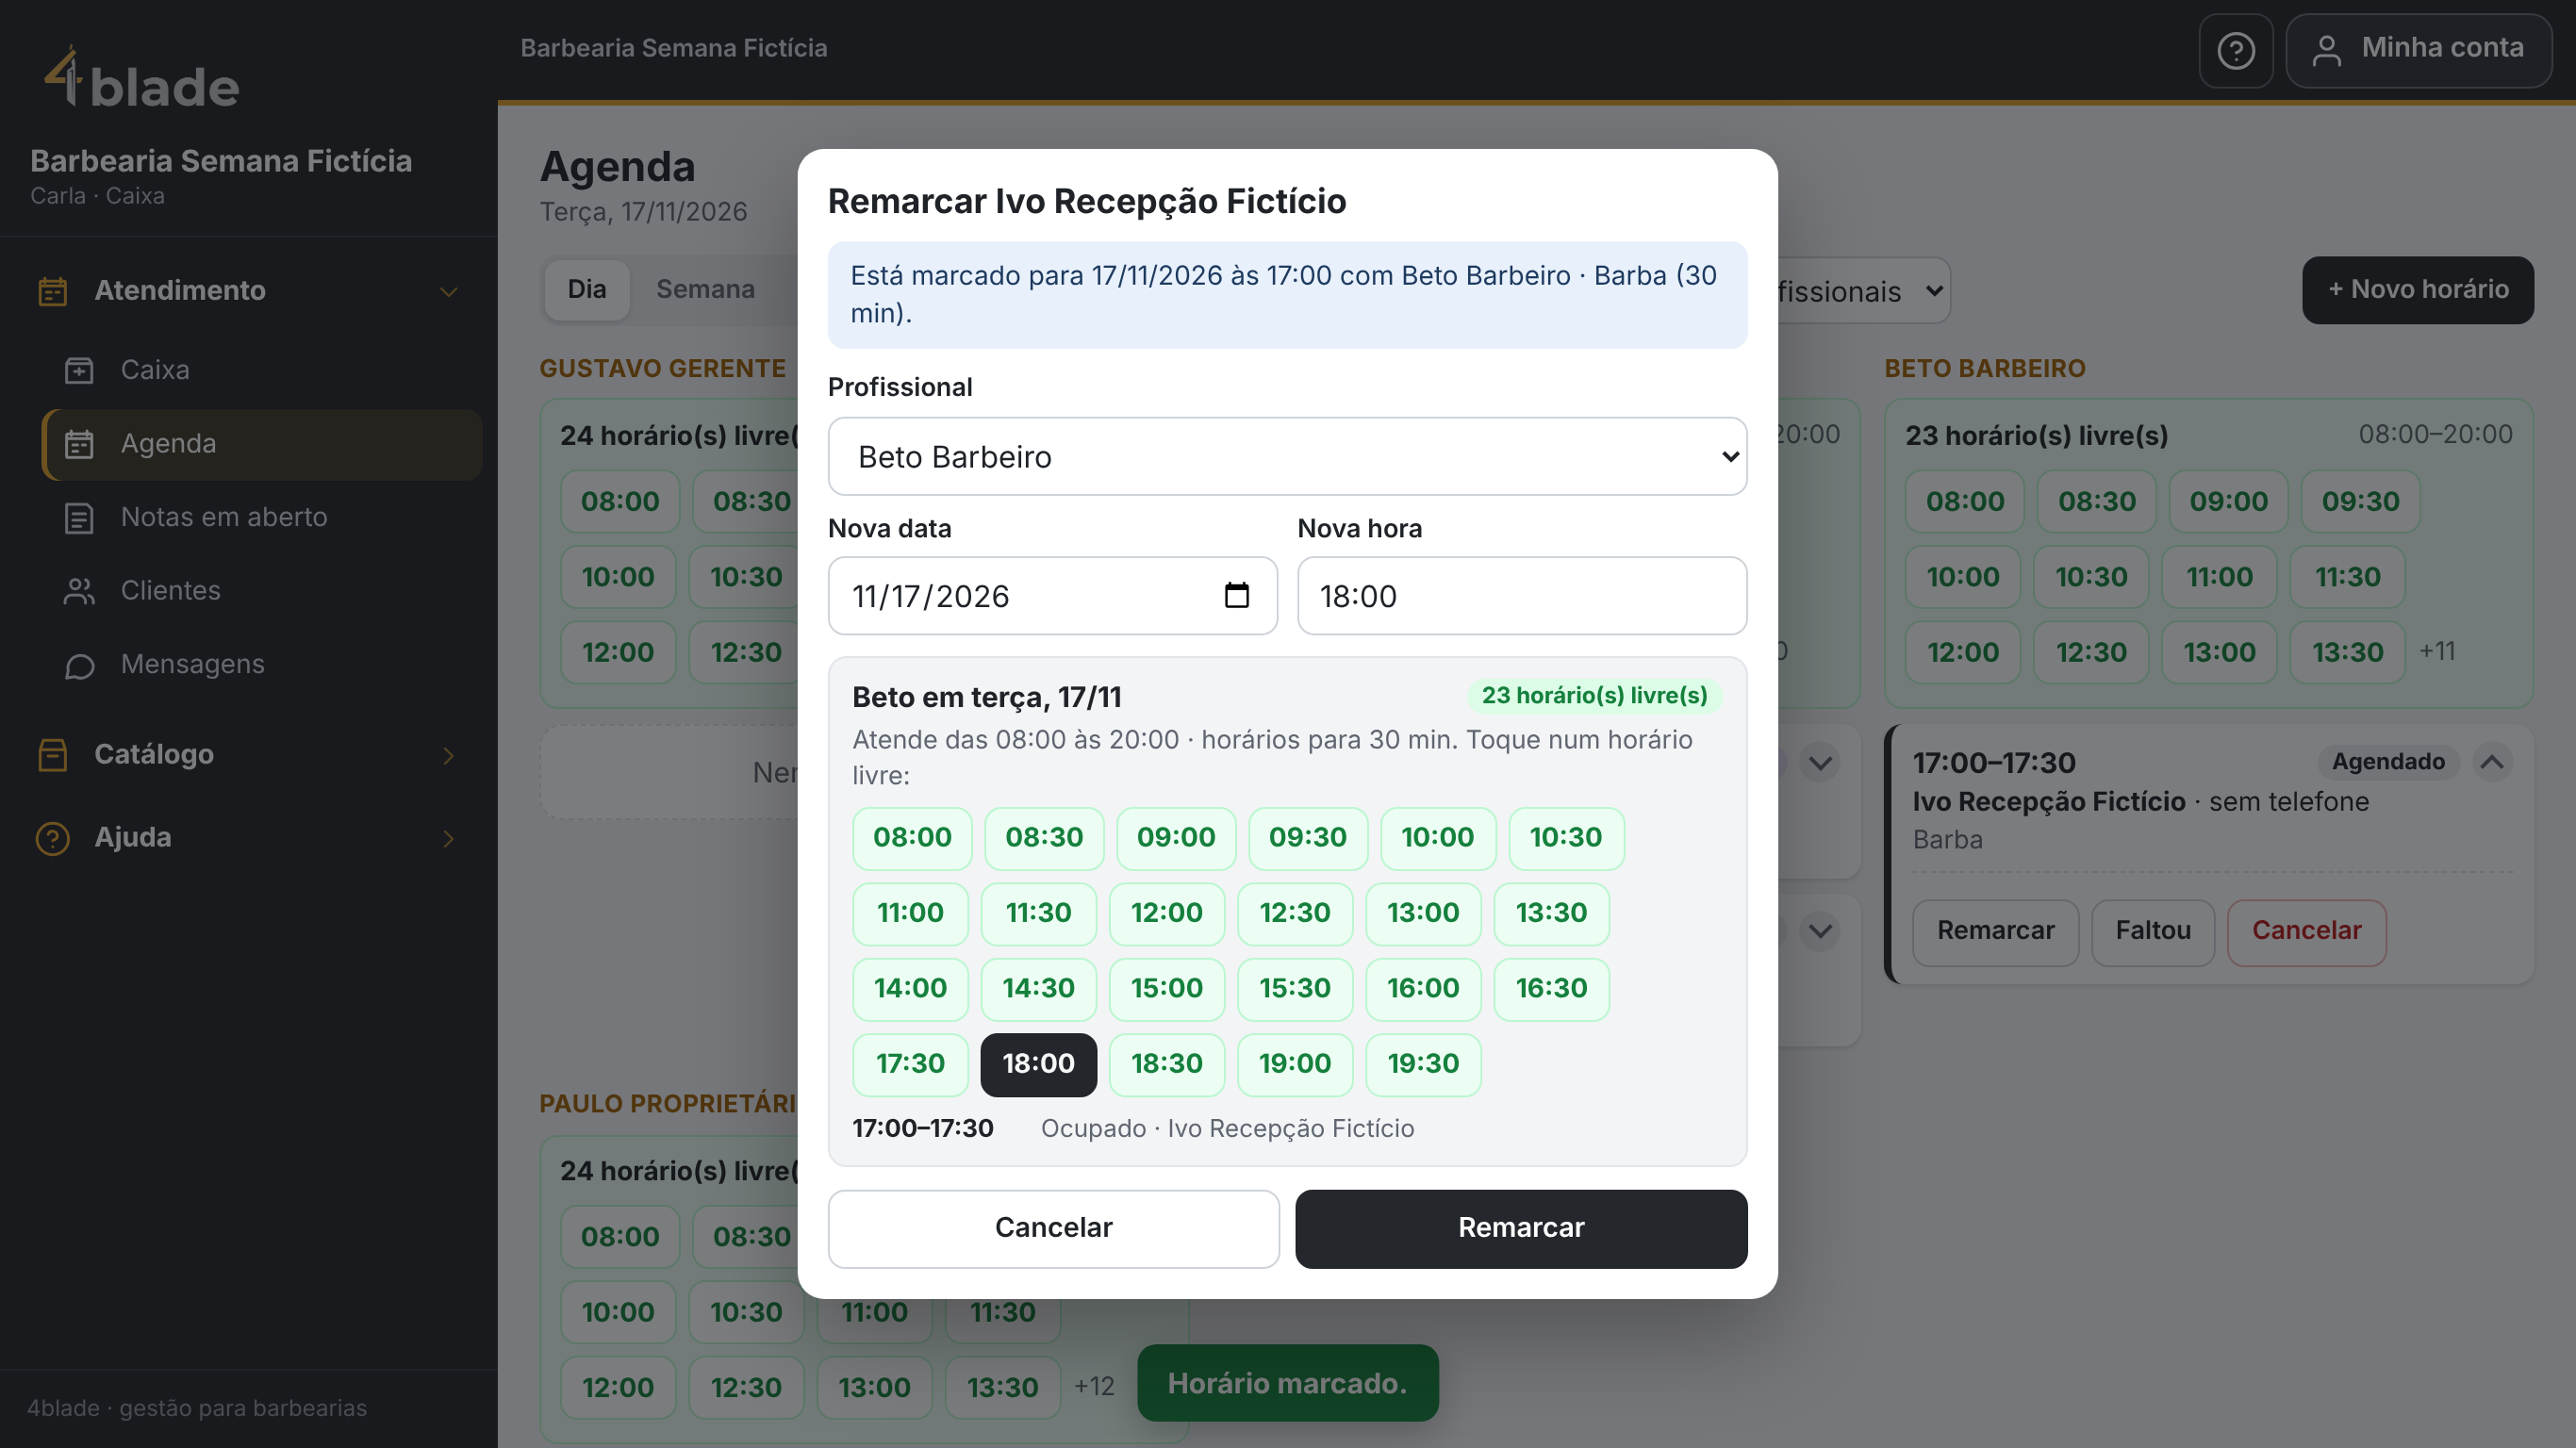 4blade
Barbearia Semana Fictícia
Carla · Caixa
Atendimento
Caixa
Agenda
Notas em aberto
Clientes
Mensagens
Catálogo
Ajuda
4blade · gestão para barbearias
Barbearia Semana Fictícia
Minha conta
Agenda
Terça, 17/11/2026
Dia
Semana
fissionais
+ Novo horário
GUSTAVO GERENTE
24 horário(s) livre(
08:00
08:30
10:00
10:30
12:00
12:30
20:00
BETO BARBEIRO
23 horário(s) livre(s)
08:00–20:00
08:00
08:30
09:00
09:30
10:00
10:30
11:00
11:30
12:00
12:30
13:00
13:30
+11
17:00–17:30
Agendado
Ivo Recepção Fictício · sem telefone
Barba
Remarcar
Faltou
Cancelar
PAULO PROPRIETÁRI
24 horário(s) livre(
08:00
08:30
10:00
10:30
11:00
11:30
12:00
12:30
13:00
13:30
+12
Remarcar Ivo Recepção Fictício
Está marcado para 17/11/2026 às 17:00 com Beto Barbeiro · Barba (30
min).
Profissional
Beto Barbeiro
Nova data
Nova hora
11/17/2026
18:00
Beto em terça, 17/11
23 horário(s) livre(s)
Atende das 08:00 às 20:00 · horários para 30 min. Toque num horário
livre:
08:00
08:30
09:00
09:30
10:00
10:30
11:00
11:30
12:00
12:30
13:00
13:30
14:00
14:30
15:00
15:30
16:00
16:30
17:30
18:00
18:30
19:00
19:30
17:00–17:30
Ocupado · Ivo Recepção Fictício
Cancelar
Remarcar
Horário marcado.